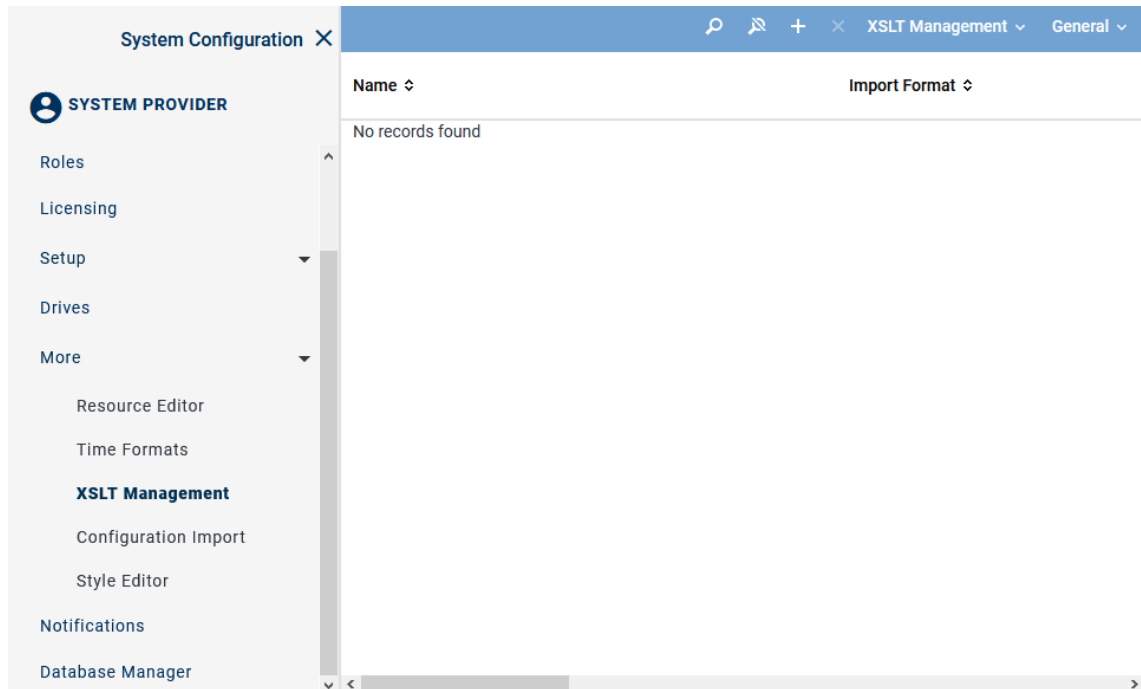 System Configuration
SYSTEM PROVIDER
Roles
Licensing
Setup
Drives
More
Resource Editor
Time Formats
XSLT Management
Configuration Import
Style Editor
Notifications
Database Manager
XSLT Management General
Name Import Format
No records found